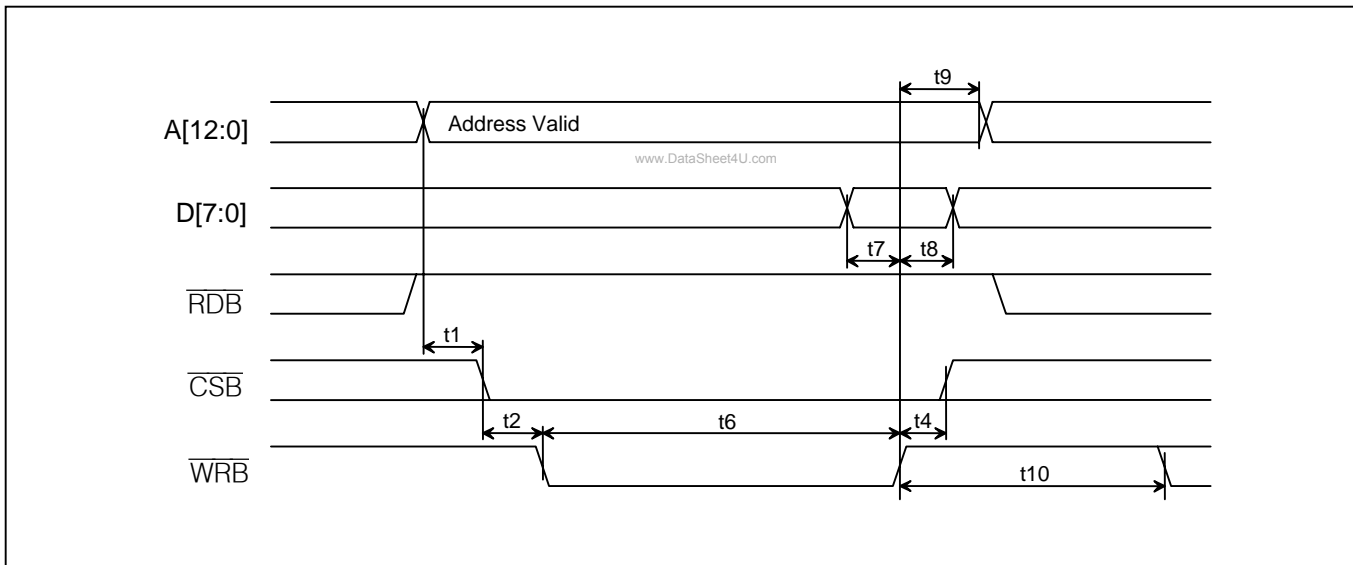 t9
A[12:0]
Address Valid
www.DataSheet4U.com
D[7:0]
t7
t8
RDB
t1
CSB
t2
t6
t4
WRB
t10